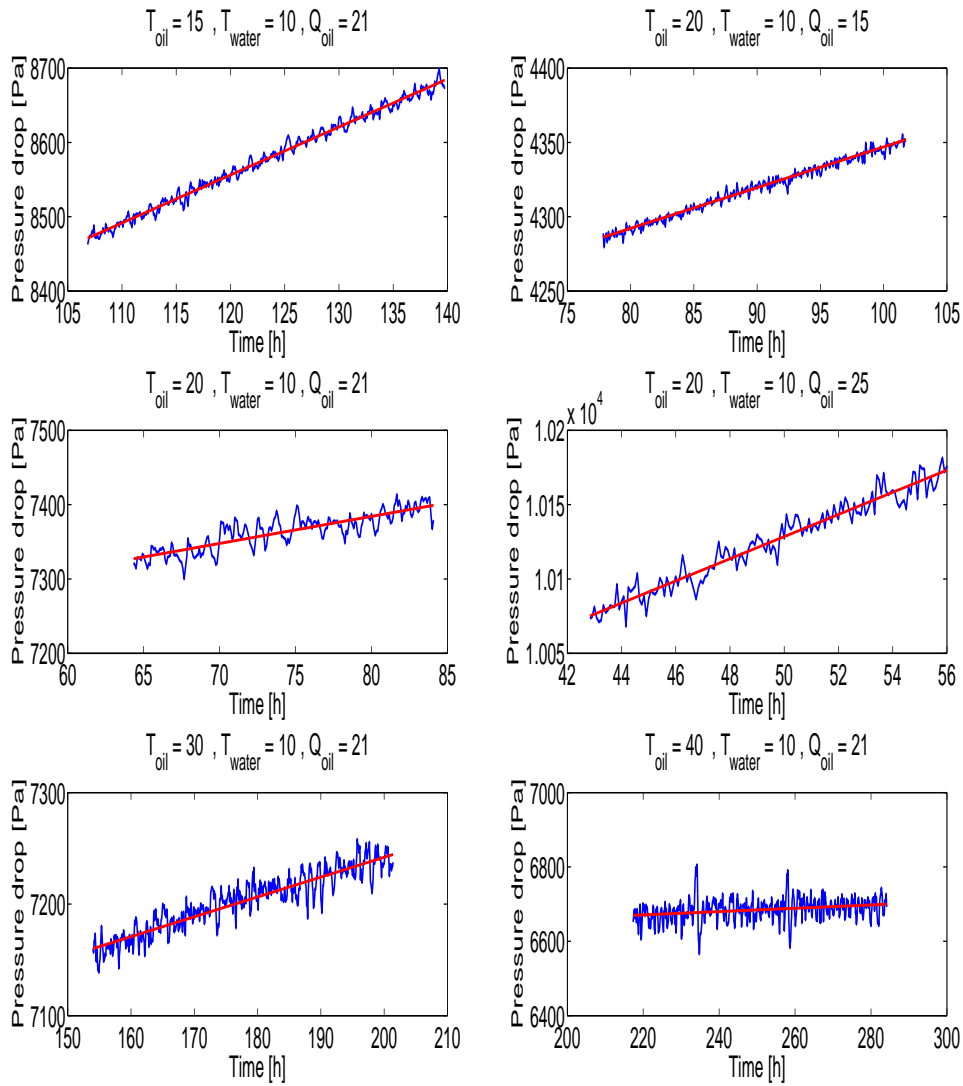 T_oil = 15 , T_water = 10 , Q_oil = 21
Pressure drop [Pa]
8700
8600
8500
8400
105 110 115 120 125 130 135 140
Time [h]
T_oil = 20 , T_water = 10 , Q_oil = 15
Pressure drop [Pa]
4400
4350
4300
4250
75 80 85 90 95 100 105
Time [h]
T_oil = 20 , T_water = 10 , Q_oil = 21
Pressure drop [Pa]
7500
7400
7300
7200
60 65 70 75 80 85
Time [h]
T_oil = 20 , T_water = 10 , Q_oil = 25
x 10^4
Pressure drop [Pa]
1.02
1.015
1.01
1.005
42 44 46 48 50 52 54 56
Time [h]
T_oil = 30 , T_water = 10 , Q_oil = 21
Pressure drop [Pa]
7300
7200
7100
150 160 170 180 190 200 210
Time [h]
T_oil = 40 , T_water = 10 , Q_oil = 21
Pressure drop [Pa]
7000
6800
6600
6400
200 220 240 260 280 300
Time [h]